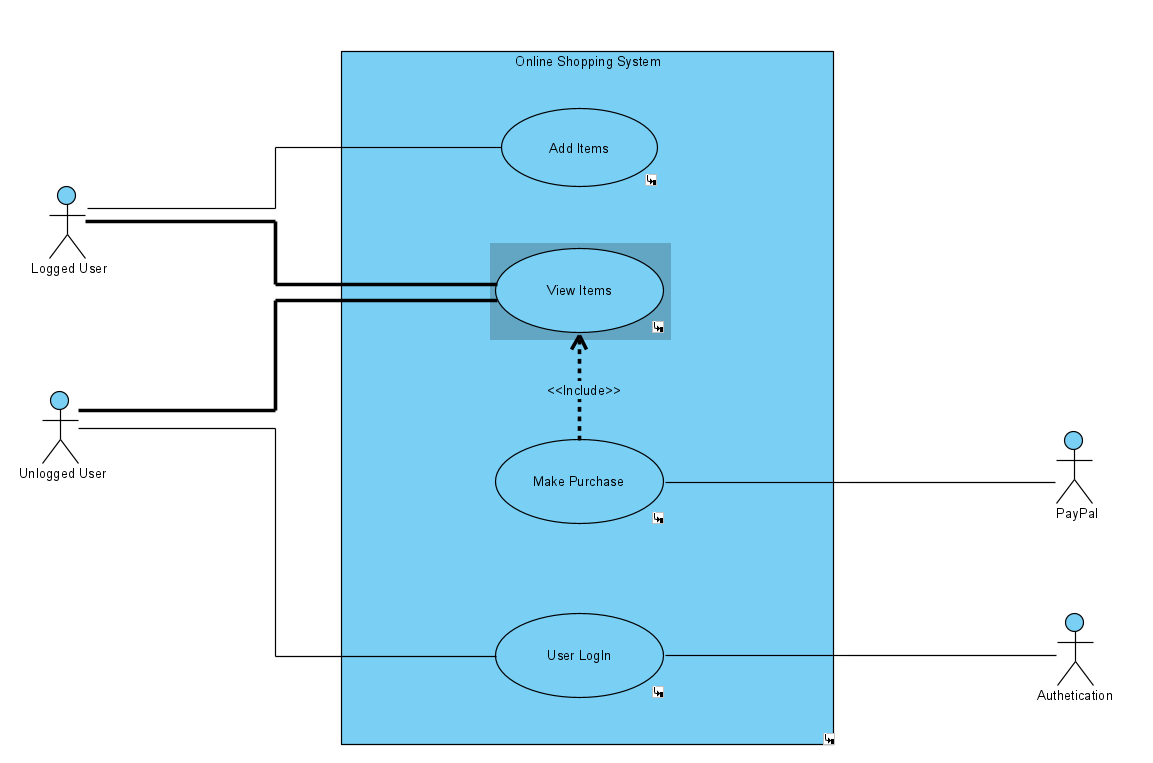 Online Shopping System
Add Items
Logged User
View Items
<<Include>>
Unlogged User
Make Purchase
PayPal
User LogIn
Authetication